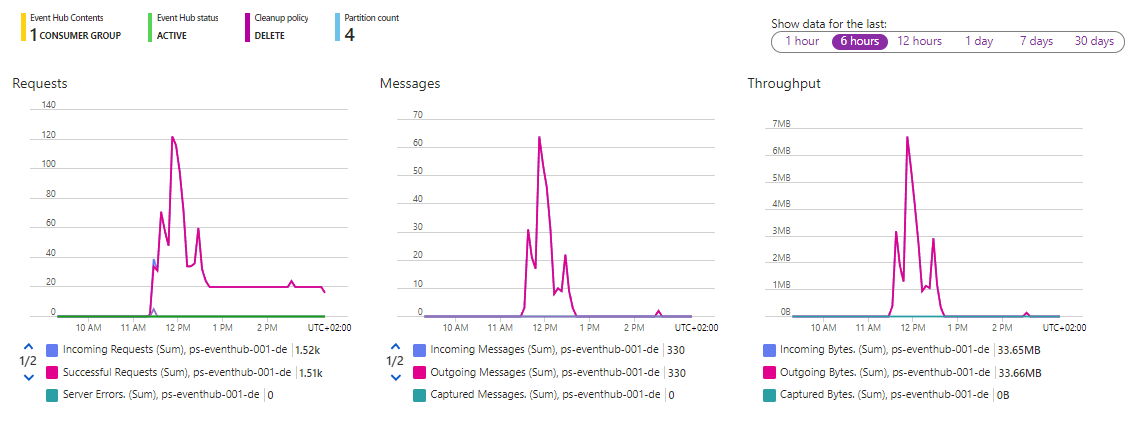 Event Hub Contents
1 CONSUMER GROUP
Event Hub status
ACTIVE
Cleanup policy
DELETE
Partition count
4
Show data for the last:
1 hour 6 hours 12 hours 1 day 7 days 30 days
Requests
140
120
100
80
60
40
20
0
10 AM 11 AM 12 PM 1 PM 2 PM UTC+02:00
1/2
Incoming Requests (Sum), ps-eventhub-001-de 1.52k
Successful Requests (Sum), ps-eventhub-001-de 1.51k
Server Errors. (Sum), ps-eventhub-001-de 0
Messages
70
60
50
40
30
20
10
0
10 AM 11 AM 12 PM 1 PM 2 PM UTC+02:00
1/2
Incoming Messages (Sum), ps-eventhub-001-de 330
Outgoing Messages (Sum), ps-eventhub-001-de 330
Captured Messages. (Sum), ps-eventhub-001-de 0
Throughput
7MB
6MB
5MB
4MB
3MB
2MB
1MB
0B
10 AM 11 AM 12 PM 1 PM 2 PM UTC+02:00
Incoming Bytes. (Sum), ps-eventhub-001-de 33.65MB
Outgoing Bytes. (Sum), ps-eventhub-001-de 33.66MB
Captured Bytes. (Sum), ps-eventhub-001-de 0B